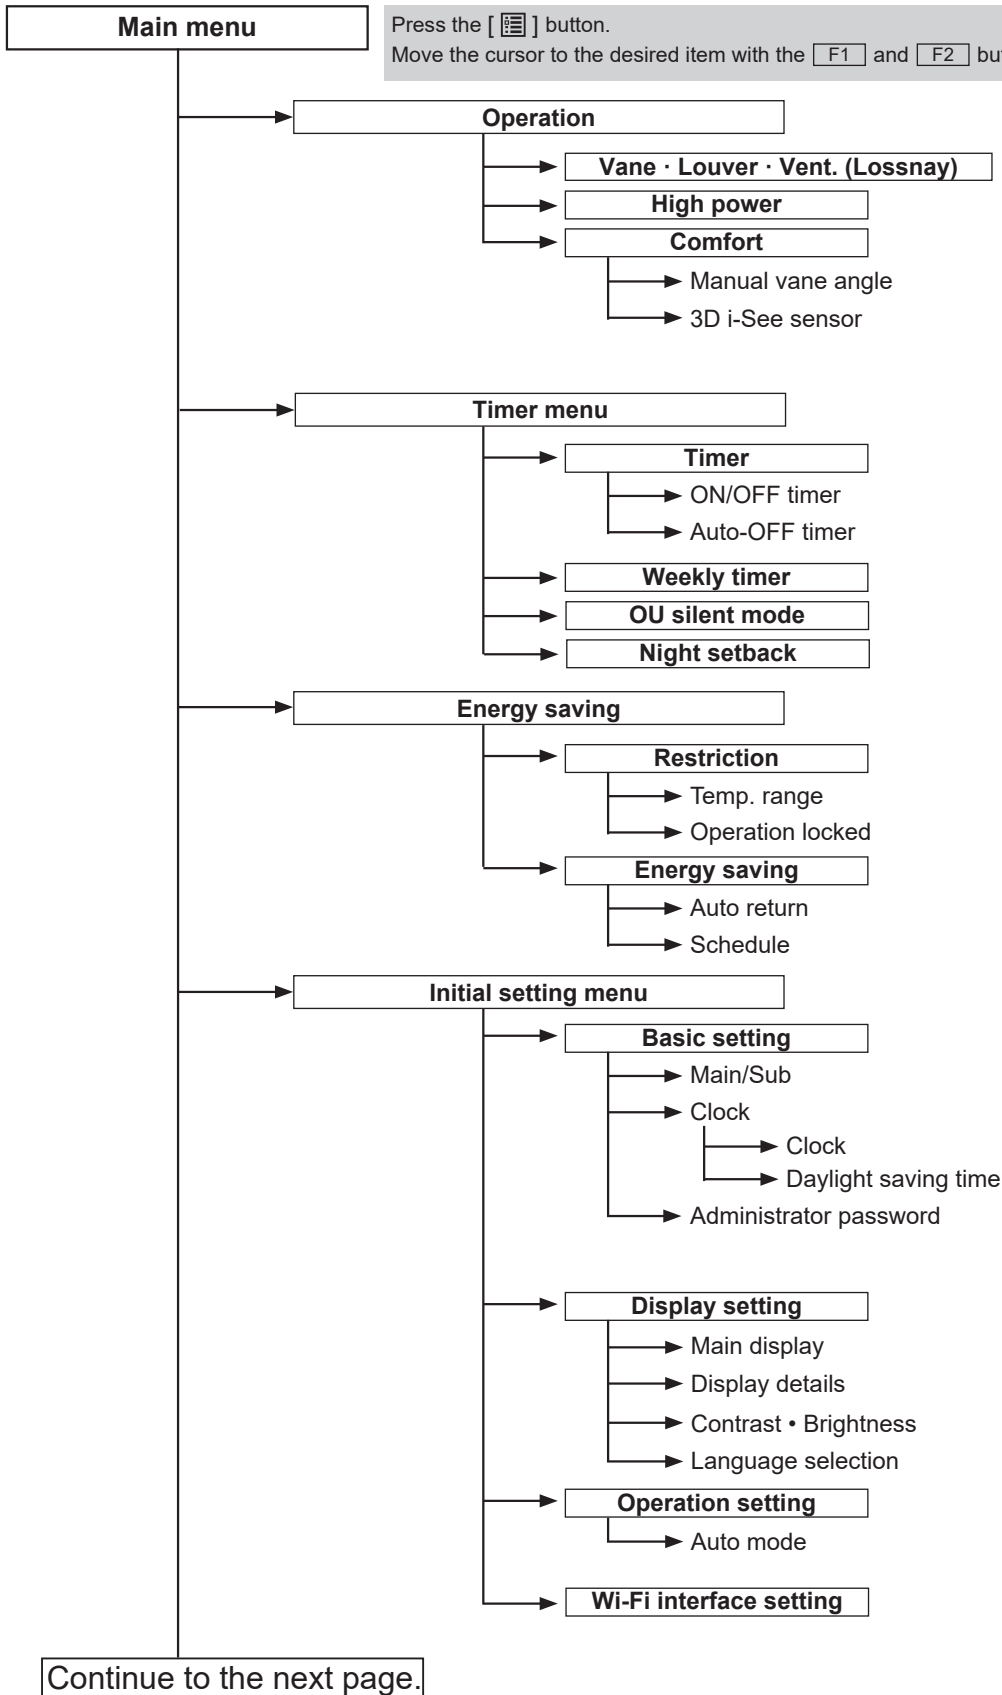 Main menu
Press the [ ] button.
Move the cursor to the desired item with the F1 and F2
Operation
Vane · Louver · Vent. (Lossnay)
High power
Comfort
Manual vane angle
3D i-See sensor
Timer menu
Timer
ON/OFF timer
Auto-OFF timer
Weekly timer
OU silent mode
Night setback
Energy saving
Restriction
Temp. range
Operation locked
Energy saving
Auto return
Schedule
Initial setting menu
Basic setting
Main/Sub
Clock
Clock
Daylight saving time
Administrator password
Display setting
Main display
Display details
Contrast • Brightness
Language selection
Operation setting
Auto mode
Wi-Fi interface setting
Continue to the next page.